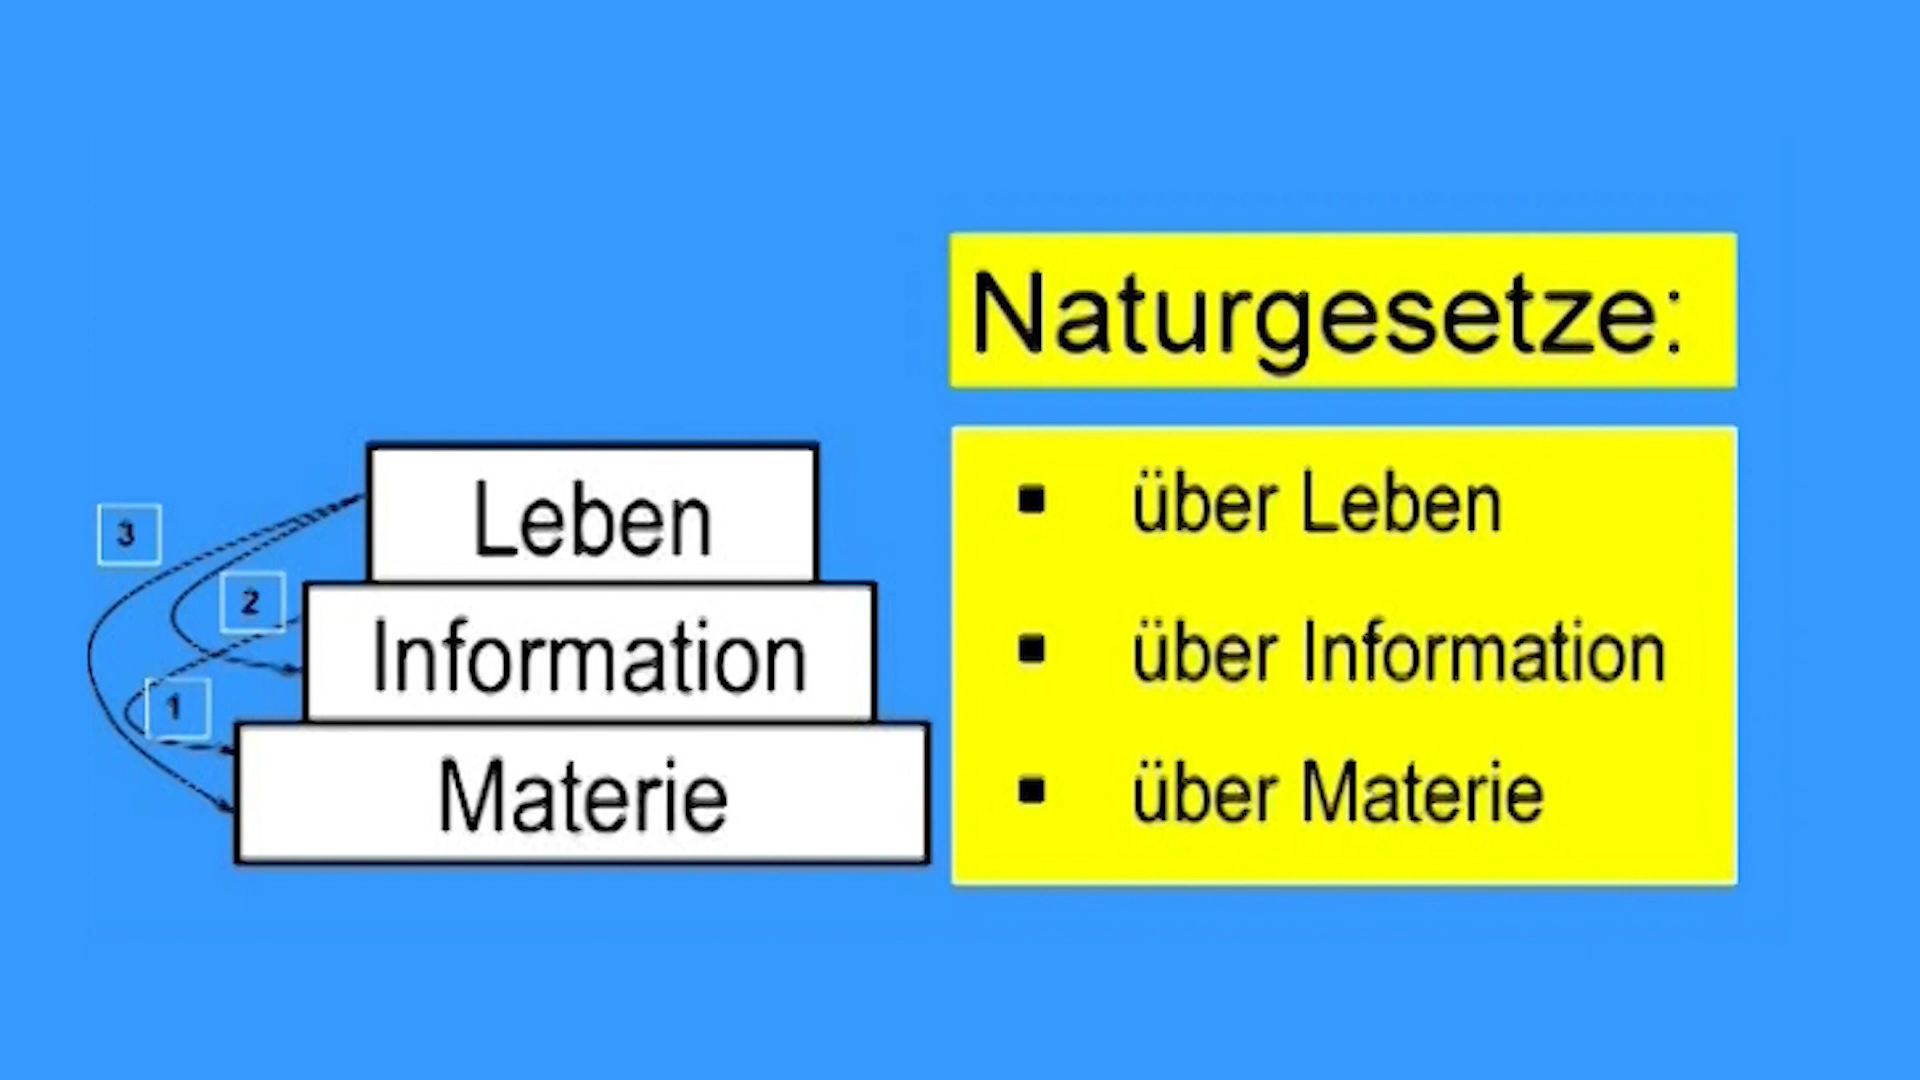 Naturgesetze:
3
2
1
Leben
Information
Materie
▪ über Leben
▪ über Information
▪ über Materie